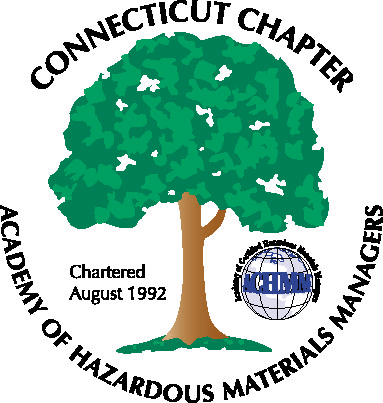 CONNECTICUT CHAPTER
Chartered
August 1992
ACHMM
ACADEMY OF HAZARDOUS MATERIALS MANAGERS